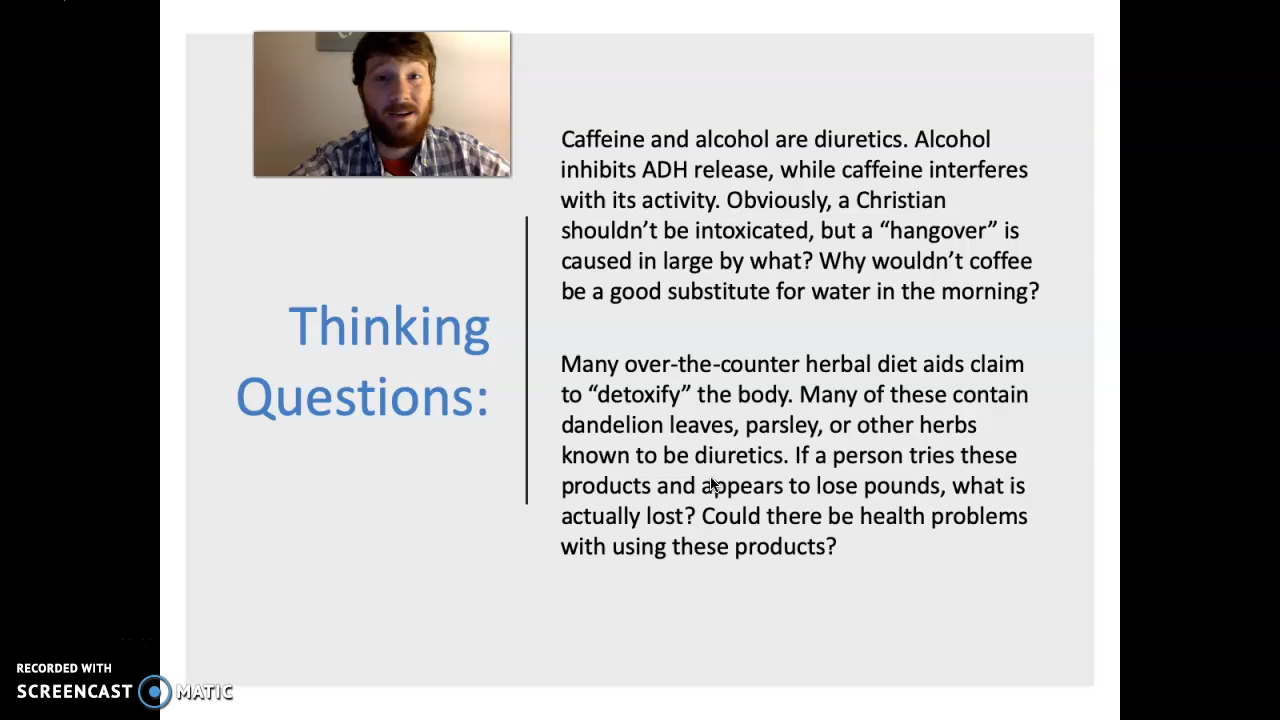 Thinking
Questions:
Caffeine and alcohol are diuretics. Alcohol
inhibits ADH release, while caffeine interferes
with its activity. Obviously, a Christian
shouldn’t be intoxicated, but a “hangover” is
caused in large by what? Why wouldn’t coffee
be a good substitute for water in the morning?
Many over-the-counter herbal diet aids claim
to “detoxify” the body. Many of these contain
dandelion leaves, parsley, or other herbs
known to be diuretics. If a person tries these
products and appears to lose pounds, what is
actually lost? Could there be health problems
with using these products?
RECORDED WITH
SCREENCAST MATIC